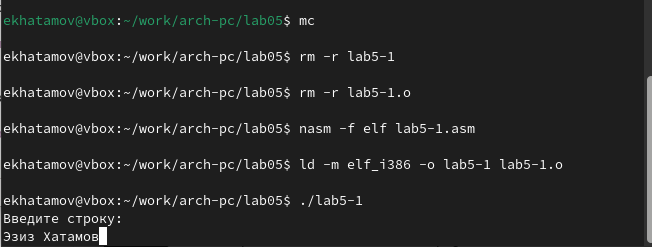 ekhatamov@vbox:~/work/arch-pc/lab05$ mc
ekhatamov@vbox:~/work/arch-pc/lab05$ rm -r lab5-1
ekhatamov@vbox:~/work/arch-pc/lab05$ rm -r lab5-1.o
ekhatamov@vbox:~/work/arch-pc/lab05$ nasm -f elf lab5-1.asm
ekhatamov@vbox:~/work/arch-pc/lab05$ ld -m elf_i386 -o lab5-1 lab5-1.o
ekhatamov@vbox:~/work/arch-pc/lab05$ ./lab5-1
Введите строку:
Эзиз Хатамов